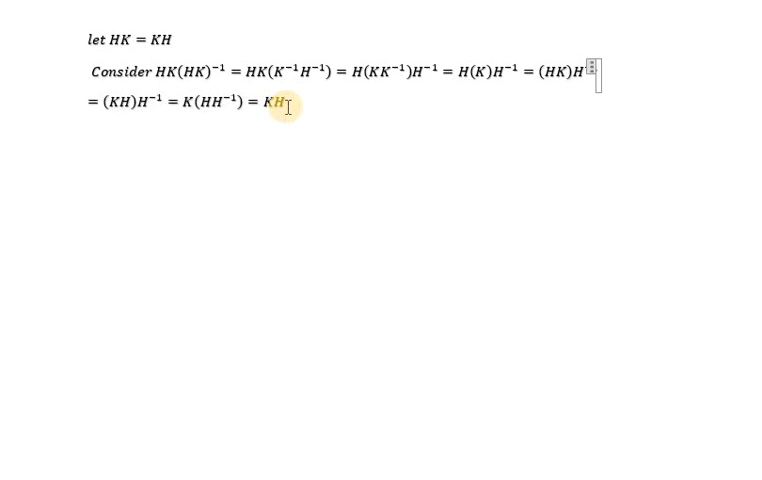 let HK = KH
Consider HK(HK)⁻¹ = HK(K⁻¹H⁻¹) = H(KK⁻¹)H⁻¹ = H(K)H⁻¹ = (HK)H
= (KH)H⁻¹ = K(HH⁻¹) = KH